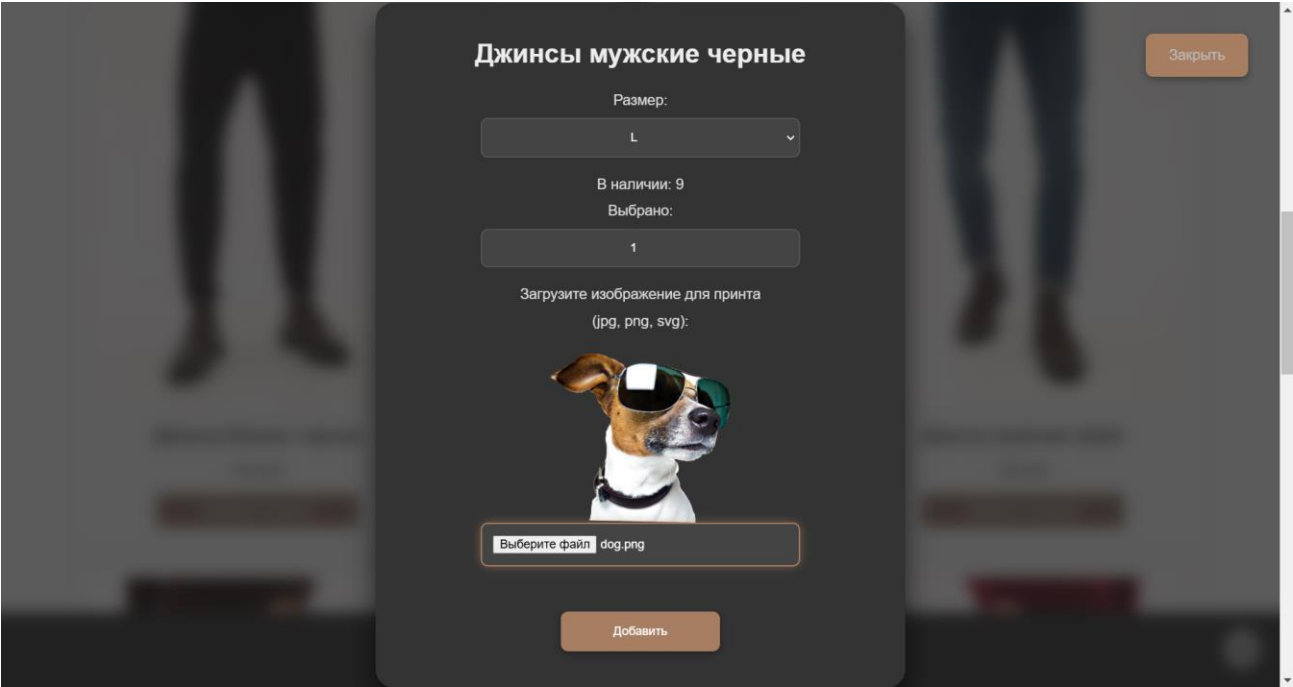 Джинсы мужские черные
Закрыть
Размер:
L
В наличии: 9
Выбрано:
1
Загрузите изображение для принта
(jpg, png, svg):
Выберите файл dog.png
Добавить